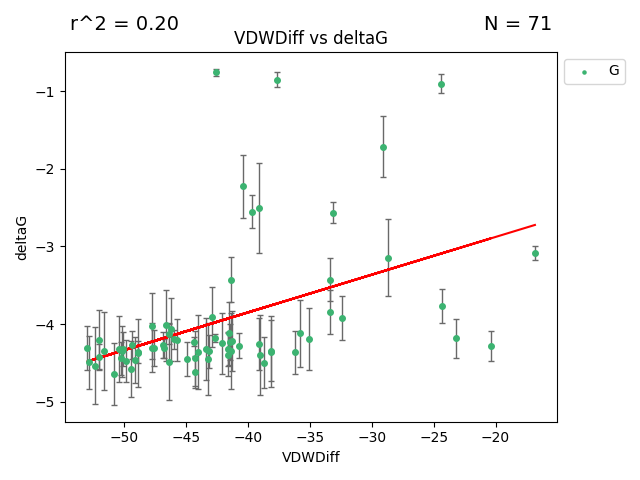 r^2 = 0.20
N = 71
VDWDiff vs deltaG
G
deltaG
−1
−2
−3
−4
−5
−50
−45
−40
−35
−30
−25
−20
VDWDiff